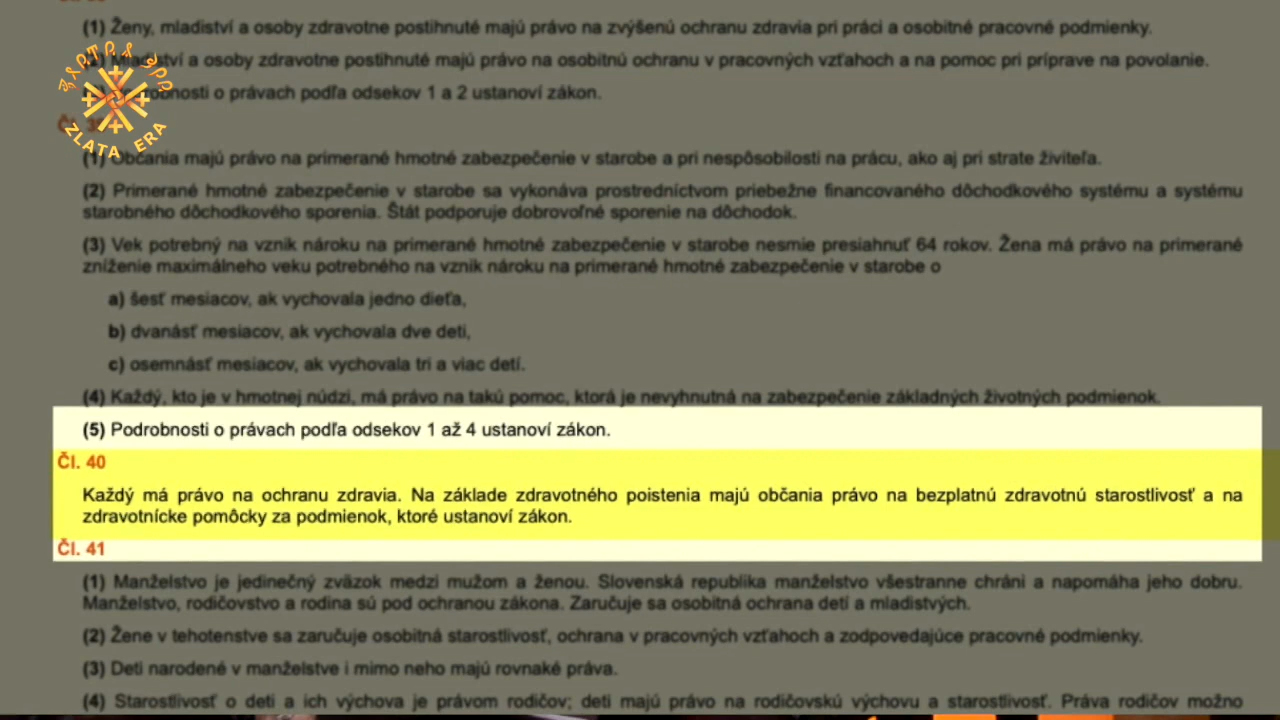 (1) Ženy, mladiství a osoby zdravotne postihnuté majú právo na zvýšenú ochranu zdravia pri práci a osobitné pracovné podmienky.
(2) Mladiství a osoby zdravotne postihnuté majú právo na osobitnú ochranu v pracovných vzťahoch a na pomoc pri príprave na povolanie.
o právach podľa odsekov 1 a 2 ustanoví zákon.
ZLATA ERA
(1) Občania majú právo na primerané hmotné zabezpečenie v starobe a pri nespôsobilosti na prácu, ako aj pri strate živiteľa.
(2) Primerané hmotné zabezpečenie v starobe sa vykonáva prostredníctvom priebežne financovaného dôchodkového systému a systému
starobného dôchodkového sporenia. Štát podporuje dobrovoľné sporenie na dôchodok.
(3) Vek potrebný na vznik nároku na primerané hmotné zabezpečenie v starobe nesmie presiahnuť 64 rokov. Žena má právo na primerané
zníženie maximálneho veku potrebného na vznik nároku na primerané hmotné zabezpečenie v starobe o
a) šesť mesiacov, ak vychovala jedno dieťa,
b) dvanásť mesiacov, ak vychovala dve deti,
c) osemnásť mesiacov, ak vychovala tri a viac detí.
(4) Každý, kto je v hmotnej núdzi, má právo na takú pomoc, ktorá je nevyhnutná na zabezpečenie základných životných podmienok.
(5) Podrobnosti o právach podľa odsekov 1 až 4 ustanoví zákon.
Čl. 40
Každý má právo na ochranu zdravia. Na základe zdravotného poistenia majú občania právo na bezplatnú zdravotnú starostlivosť a na
zdravotnícke pomôcky za podmienok, ktoré ustanoví zákon.
Čl. 41
(1) Manželstvo je jedinečný zväzok medzi mužom a ženou. Slovenská republika manželstvo všestranne chráni a napomáha jeho dobru.
Manželstvo, rodičovstvo a rodina sú pod ochranou zákona. Zaručuje sa osobitná ochrana detí a mladistvých.
(2) Žene v tehotenstve sa zaručuje osobitná starostlivosť, ochrana v pracovných vzťahoch a zodpovedajúce pracovné podmienky.
(3) Deti narodené v manželstve i mimo neho majú rovnaké práva.
(4) Starostlivosť o deti a ich výchova je právom rodičov; deti majú právo na rodičovskú výchovu a starostlivosť. Práva rodičov možno